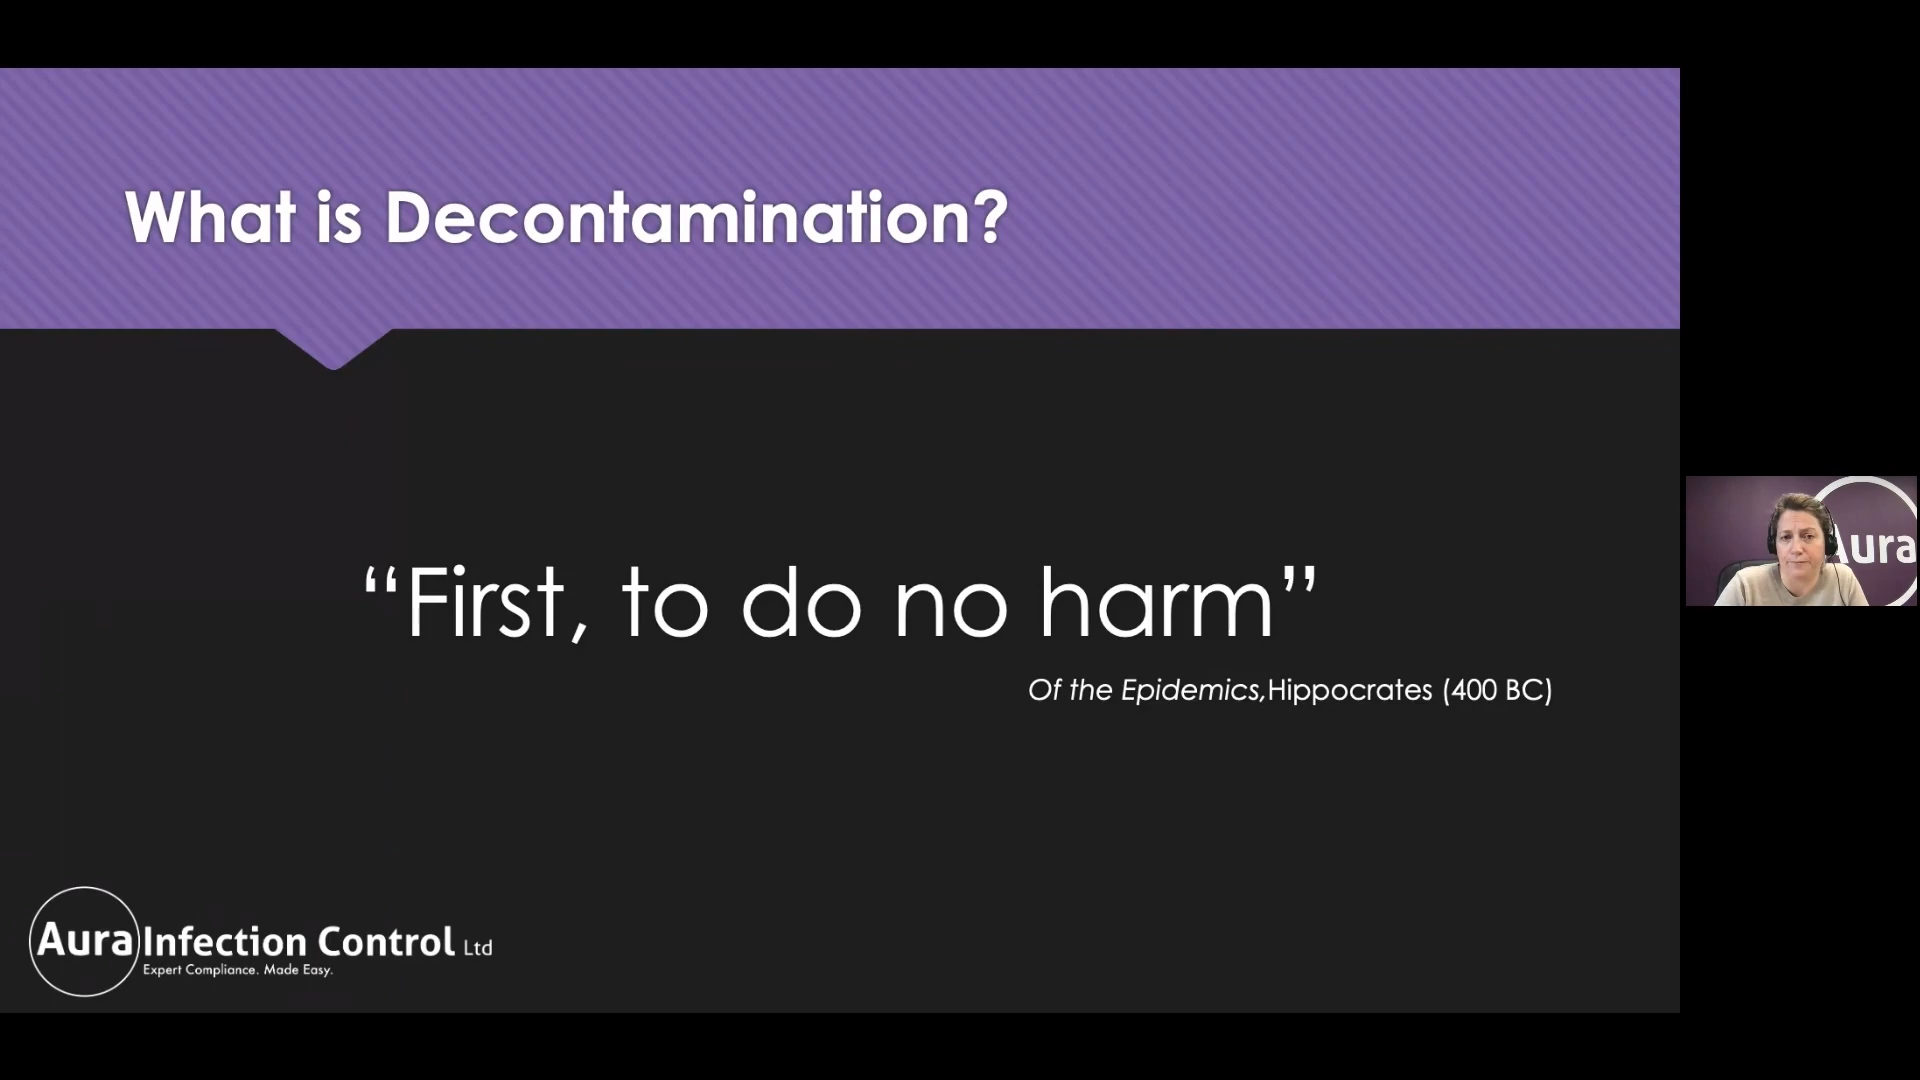 What is Decontamination?
“First, to do no harm”
Of the Epidemics,Hippocrates (400 BC)
Aura
Aura Infection Control Ltd
Expert Compliance. Made Easy.